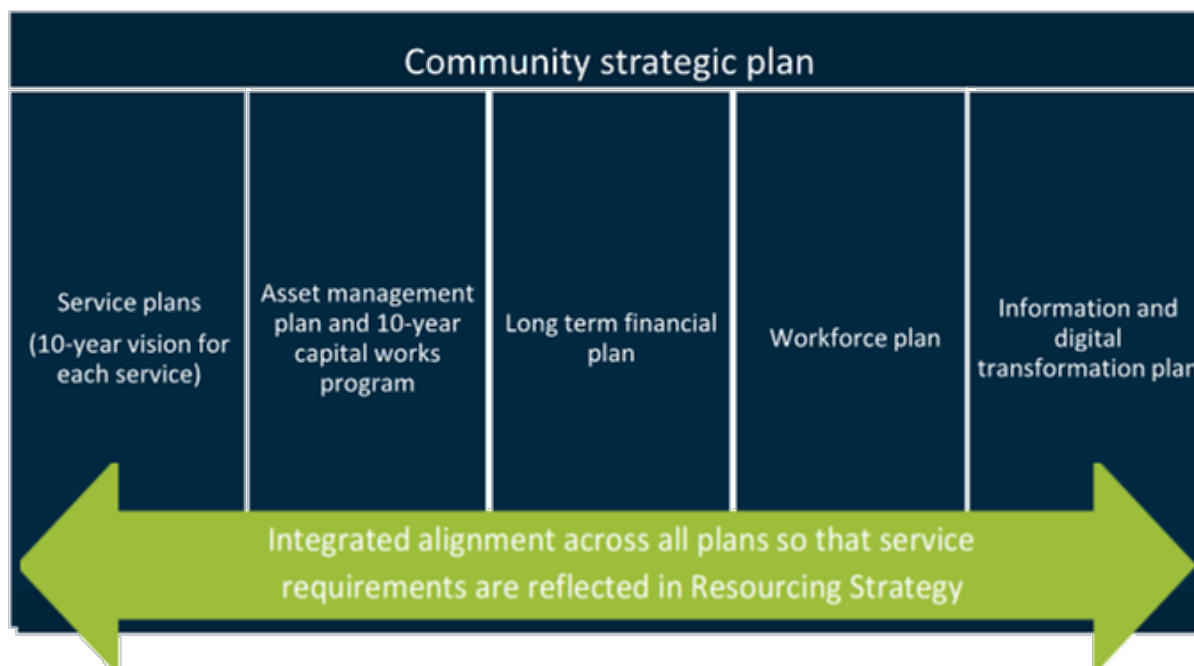 Community strategic plan
Service plans
(10-year vision for
each service)
Asset management
plan and 10-year
capital works
program
Long term financial
plan
Workforce plan
Information and
digital
transformation plan
Integrated alignment across all plans so that service
requirements are reflected in Resourcing Strategy